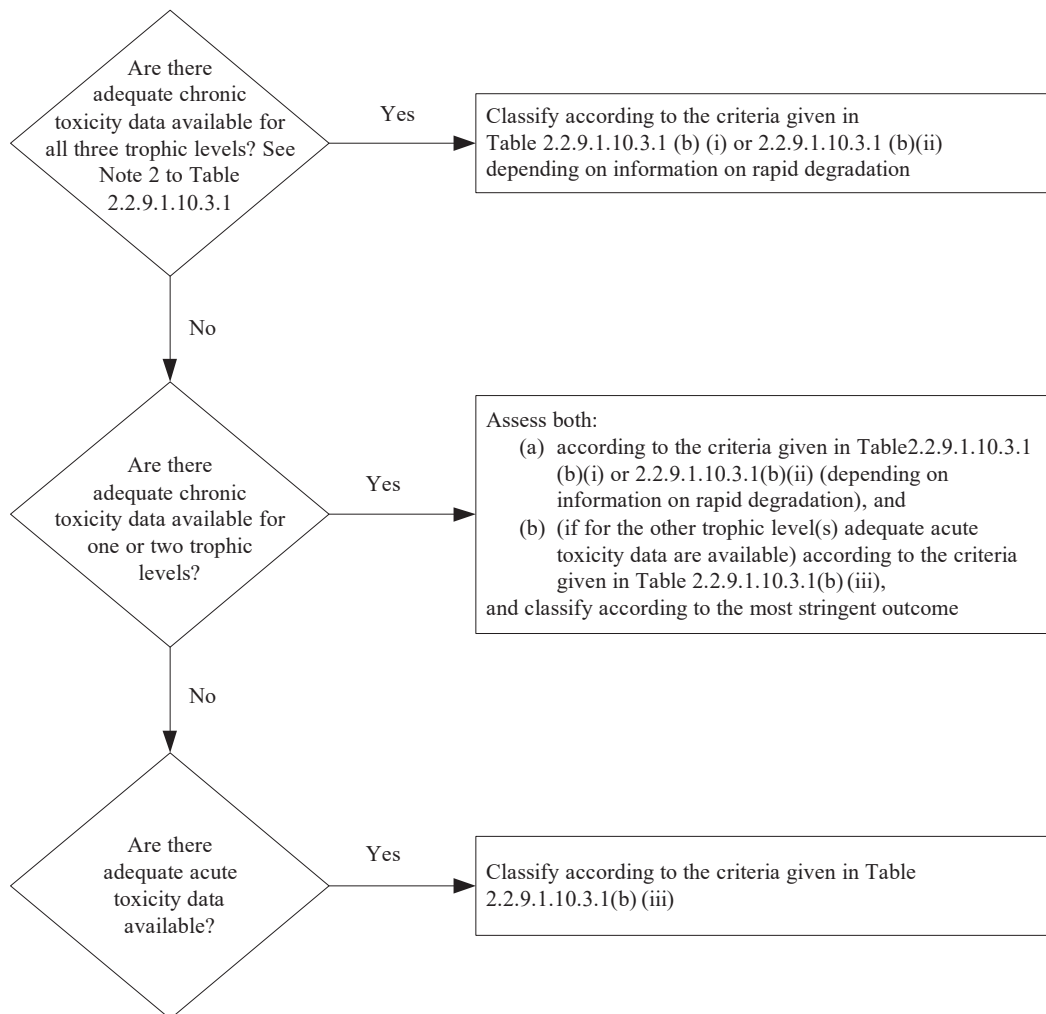 Are there
adequate chronic
toxicity data available for
all three trophic levels? See
Note 2 to Table
2.2.9.1.10.3.1
Yes
Classify according to the criteria given in
Table 2.2.9.1.10.3.1 (b) (i) or 2.2.9.1.10.3.1 (b)(ii)
depending on information on rapid degradation
No
Are there
adequate chronic
toxicity data available for
one or two trophic
levels?
Yes
Assess both:
(a) according to the criteria given in Table2.2.9.1.10.3.1
(b)(i) or 2.2.9.1.10.3.1(b)(ii) (depending on
information on rapid degradation), and
(b) (if for the other trophic level(s) adequate acute
toxicity data are available) according to the criteria
given in Table 2.2.9.1.10.3.1(b) (iii),
and classify according to the most stringent outcome
No
Are there
adequate acute
toxicity data
available?
Yes
Classify according to the criteria given in Table
2.2.9.1.10.3.1(b) (iii)